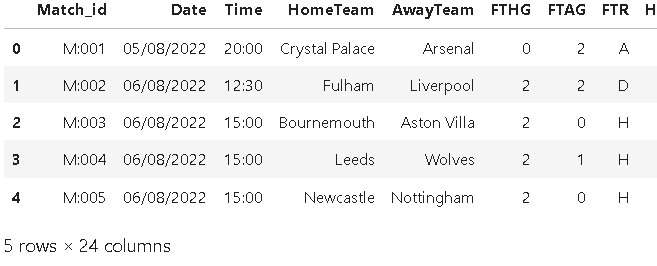 Match_id Date Time HomeTeam AwayTeam FTHG FTAG FTR H
0 M:001 05/08/2022 20:00 Crystal Palace Arsenal 0 2 A
1 M:002 06/08/2022 12:30 Fulham Liverpool 2 2 D
2 M:003 06/08/2022 15:00 Bournemouth Aston Villa 2 0 H
3 M:004 06/08/2022 15:00 Leeds Wolves 2 1 H
4 M:005 06/08/2022 15:00 Newcastle Nottingham 2 0 H
5 rows × 24 columns